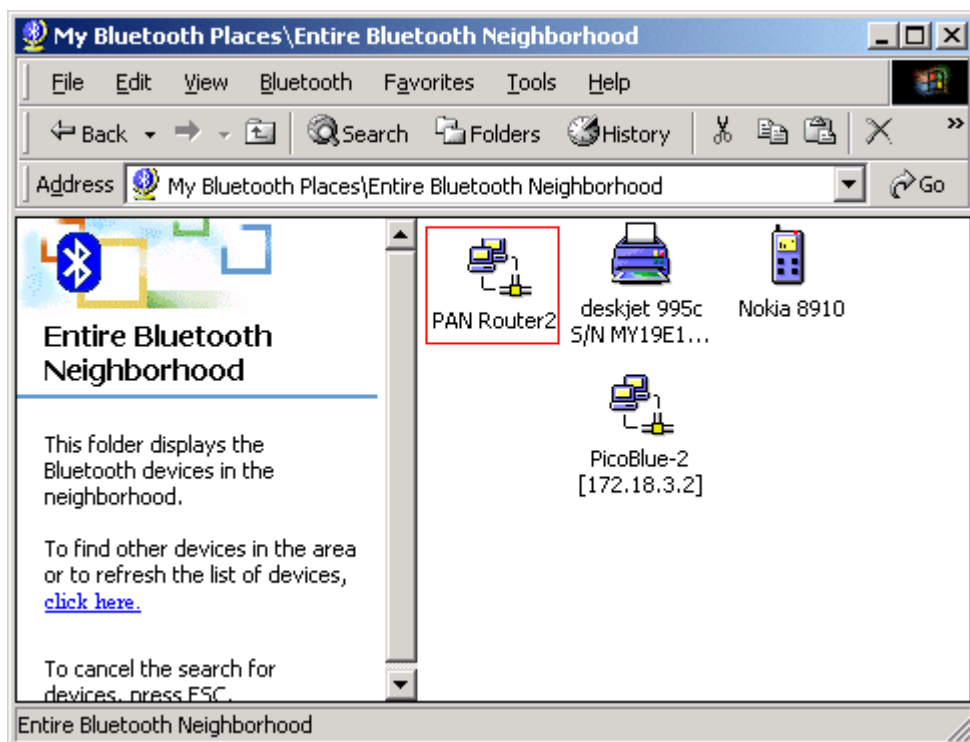 My Bluetooth Places\Entire Bluetooth Neighborhood
File Edit View Bluetooth Favorites Tools Help
Back Search Folders History »
Address My Bluetooth Places\Entire Bluetooth Neighborhood Go
Entire Bluetooth
Neighborhood
This folder displays the
Bluetooth devices in the
neighborhood.
To find other devices in the area
or to refresh the list of devices,
click here.
To cancel the search for
devices, press ESC.
PAN Router2
deskjet 995c
S/N MY19E1...
Nokia 8910
PicoBlue-2
[172.18.3.2]
Entire Bluetooth Neighborhood